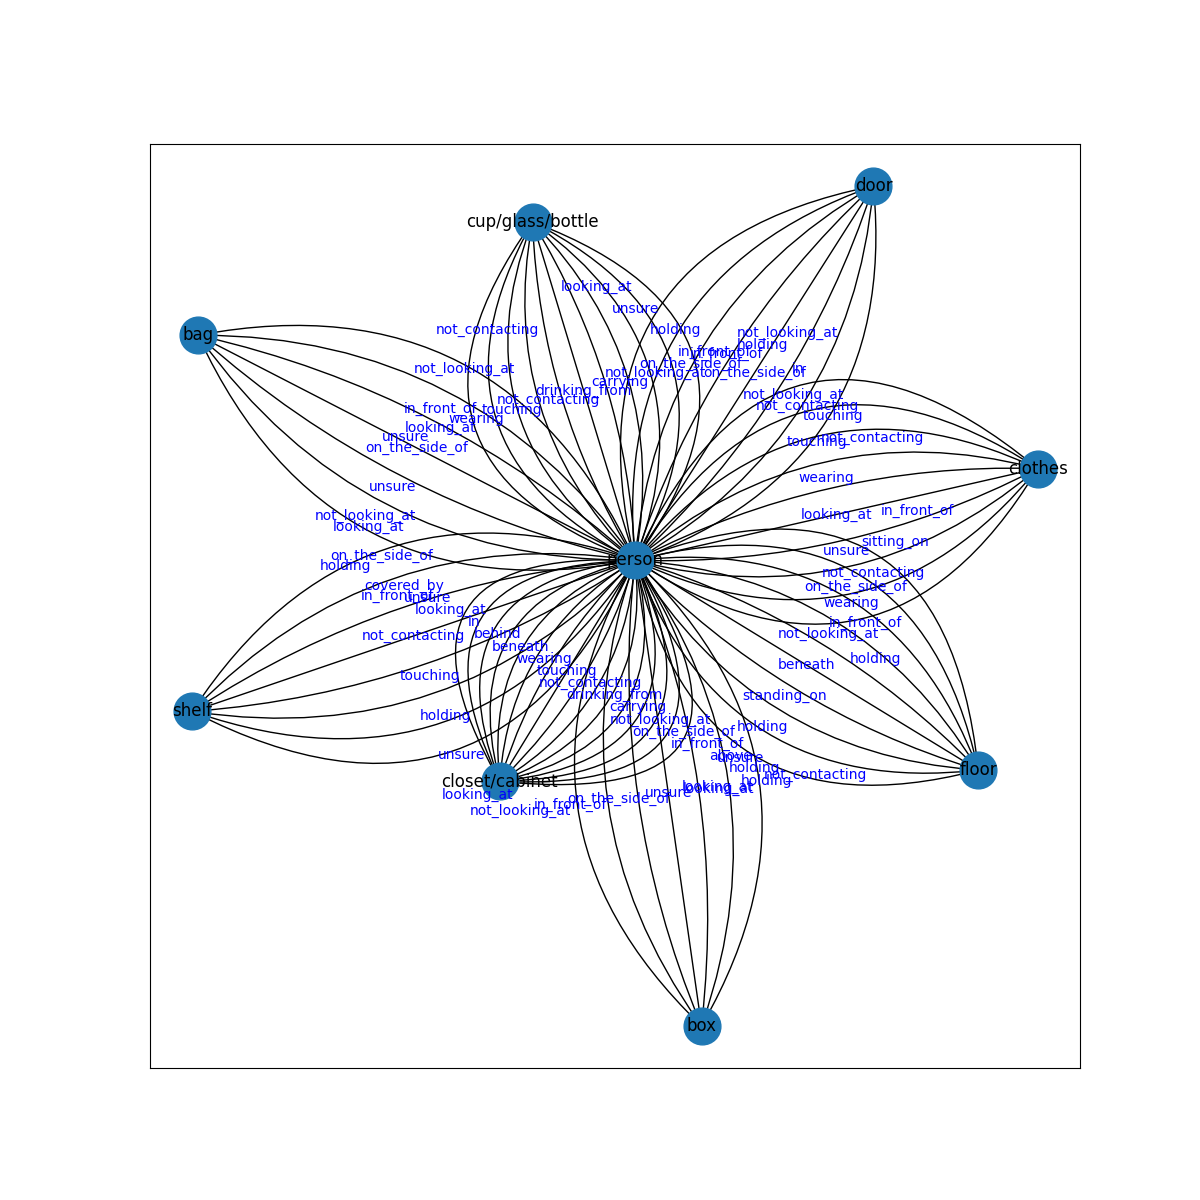 door
cup/glass/bottle
looking_at
unsure
not_contacting
holding
not_looking_at
bag
holding
in_front_of
in_front_of
on_the_side_of
not_looking_at
in
not_looking_at
on_the_side_of
carrying
drinking_from
not_looking_at
not_contacting
not_contacting
in_front_of
touching
touching
wearing
looking_at
unsure
not_contacting
touching
on_the_side_of
clothes
wearing
unsure
in_front_of
looking_at
not_looking_at
looking_at
sitting_on
unsure
on_the_side_of
person
holding
not_contacting
covered_by
on_the_side_of
in_front_of
unsure
wearing
looking_at
in
in_front_of
behind
not_looking_at
not_contacting
beneath
wearing
holding
beneath
touching
touching
not_contacting
drinking_from
standing_on
carrying
shelf
holding
not_looking_at
holding
on_the_side_of
in_front_of
unsure
above
unsure
holding
floor
not_contacting
holding
closet/cabinet
looking_at
looking_at
looking_at
unsure
on_the_side_of
in_front_of
not_looking_at
box